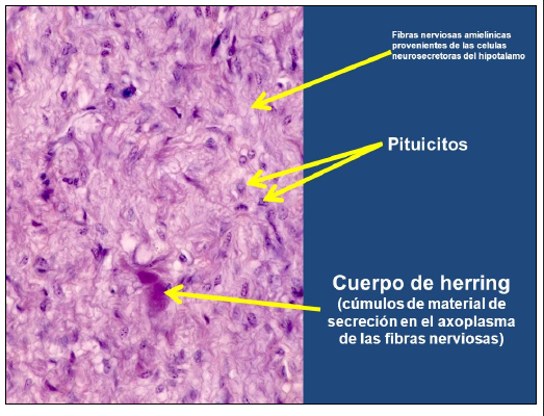 Fibras nerviosas amielínicas
provenientes de las celulas
neurosecretoras del hipotalamo
Pituicitos
Cuerpo de herring
(cúmulos de material de
secreción en el axoplasma
de las fibras nerviosas)